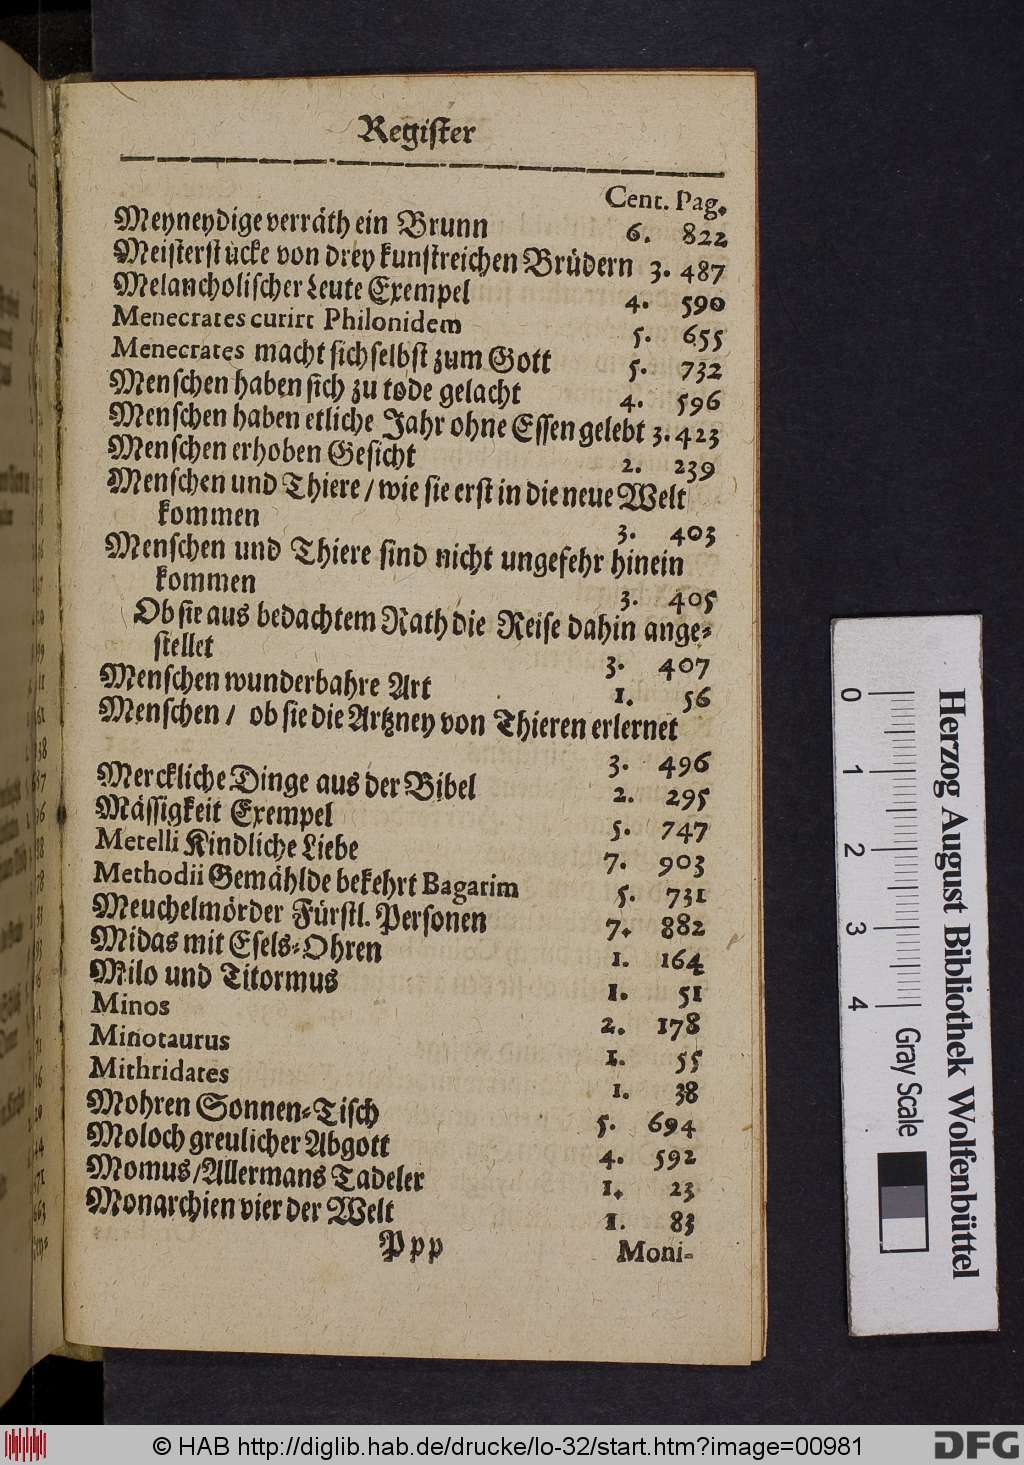 Register
Cent. Pag.
Meyneydige verräth ein Brunn 6. 822
Meisterstücke von drey kunstreichen Brüdern 3. 487
Melancholischer Leute Exempel 4. 590
Menecrates curirt Philonidem 5. 655
Menecrates macht sich selbst zum Gott 5. 732
Menschen haben sich zu tode gelacht 4. 596
Menschen haben etliche Jahr ohne Essen gelebt 3. 423
Menschen erhoben Gesicht 2. 239
Menschen und Thiere / wie sie erst in die neue Welt
kommen 3. 403
Menschen und Thiere sind nicht ungefehr hinein
kommen 3. 405
Ob sie aus bedachtem Rath die Reise dahin ange-
stellet 3. 407
Menschen wunderbahre Art 1. 56
Menschen / ob sie die Artzney von Thieren erlernet
3. 496
Merckliche Dinge aus der Bibel 2. 295
Mässigkeit Exempel 5. 747
Metelli Kindliche Liebe 7. 903
Methodii Gemählde bekehrt Bagarim 5. 731
Meuchelmörder Fürstl. Personen 7. 882
Midas mit Esels-Ohren 1. 164
Milo und Titormus 1. 51
Minos 2. 178
Minotaurus 1. 55
Mithridates 1. 38
Mohren Sonnen-Tisch 5. 694
Moloch greulicher Abgott 4. 592
Momus / Allermans Tadeler 1. 23
Monarchien vier der Welt 1. 83
Ppp Moni-
0 1 2 3 4
Gray Scale
Herzog August Bibliothek Wolfenbüttel
© HAB http://diglib.hab.de/drucke/lo-32/start.htm?image=00981
DFG